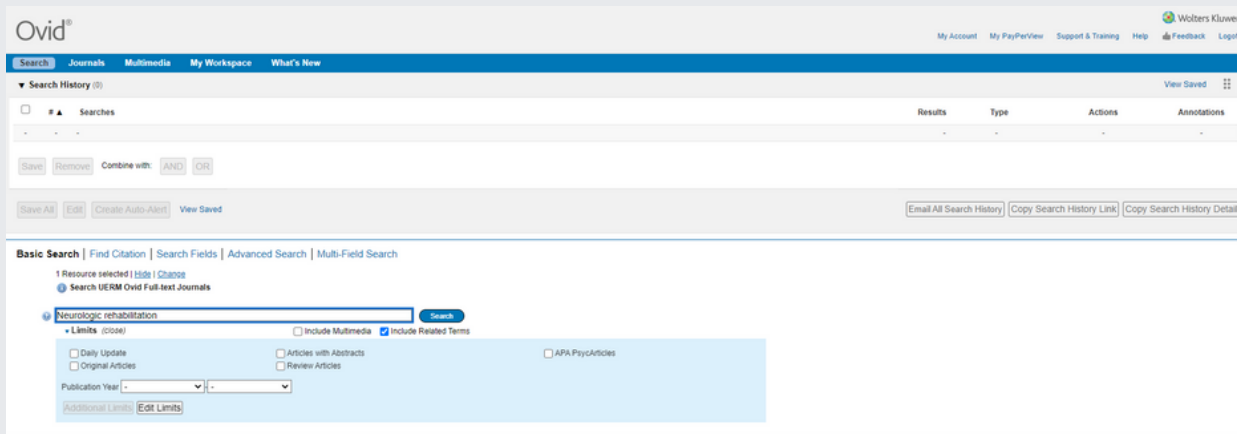 Ovid®
Wolters Kluwer
My Account My PayPerView Support & Training Help Feedback Logof
Search Journals Multimedia My Workspace What's New
▼ Search History (0) View Saved
# ▲ Searches Results Type Actions Annotations
- - - - - - -
Save Remove Combine with: AND OR
Save All Edit Create Auto-Alert View Saved Email All Search History Copy Search History Link Copy Search History Detail
Basic Search | Find Citation | Search Fields | Advanced Search | Multi-Field Search
1 Resource selected | Hide | Change
Search UERM Ovid Full-text Journals
Neurologic rehabilitation Search
Limits (close) Include Multimedia Include Related Terms
Daily Update Articles with Abstracts APA PsycArticles
Original Articles Review Articles
Publication Year - - -
Additional Limits Edit Limits